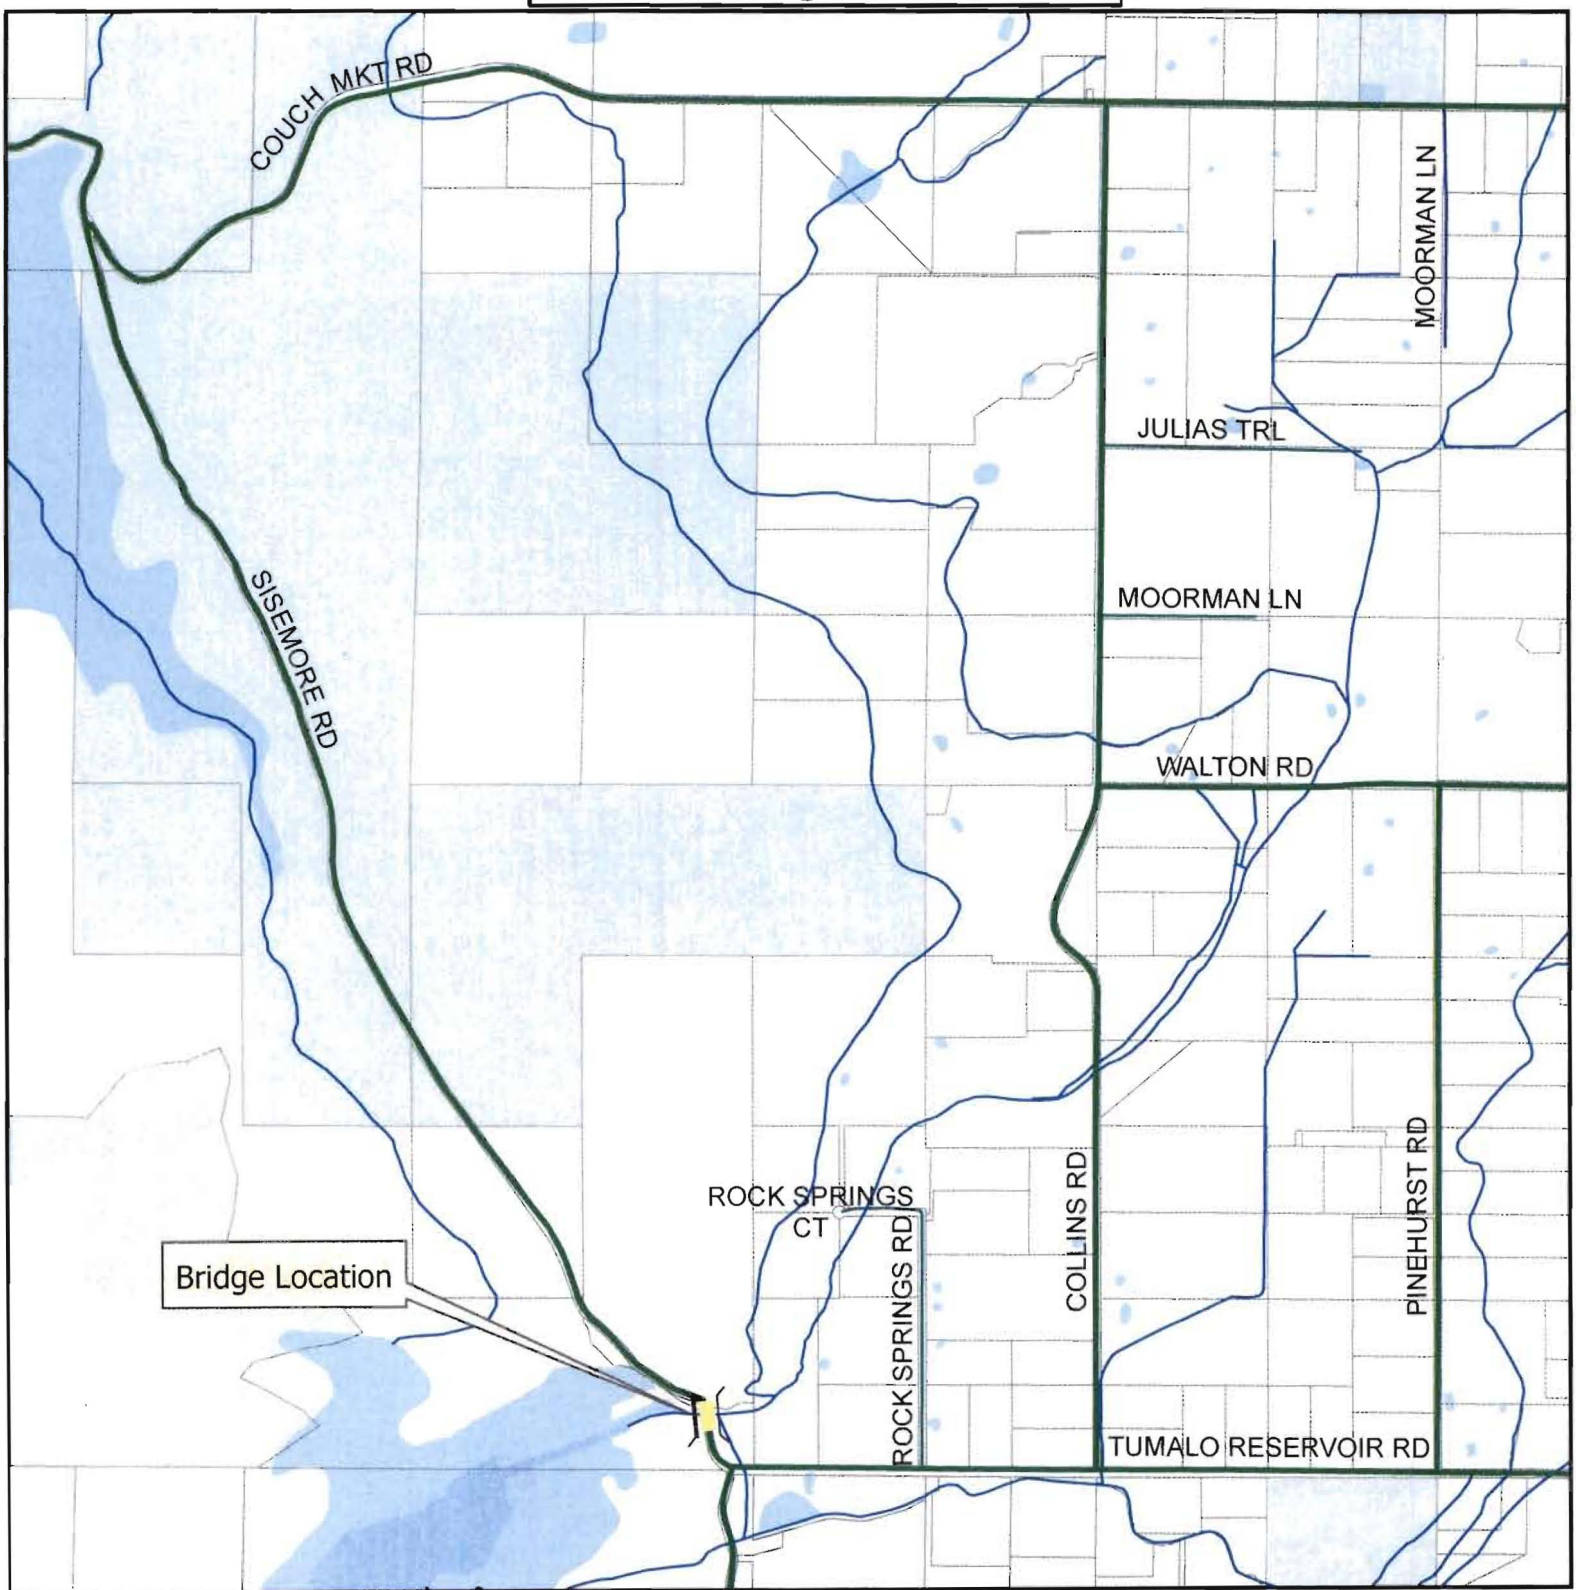 COUCH MKT RD
MOORMAN LN
JULIAS TRL
MOORMAN LN
SISEMORE RD
WALTON RD
ROCK SPRINGS
CT
ROCK SPRINGS RD
COLLINS RD
PINEHURST RD
Bridge Location
TUMALO RESERVOIR RD